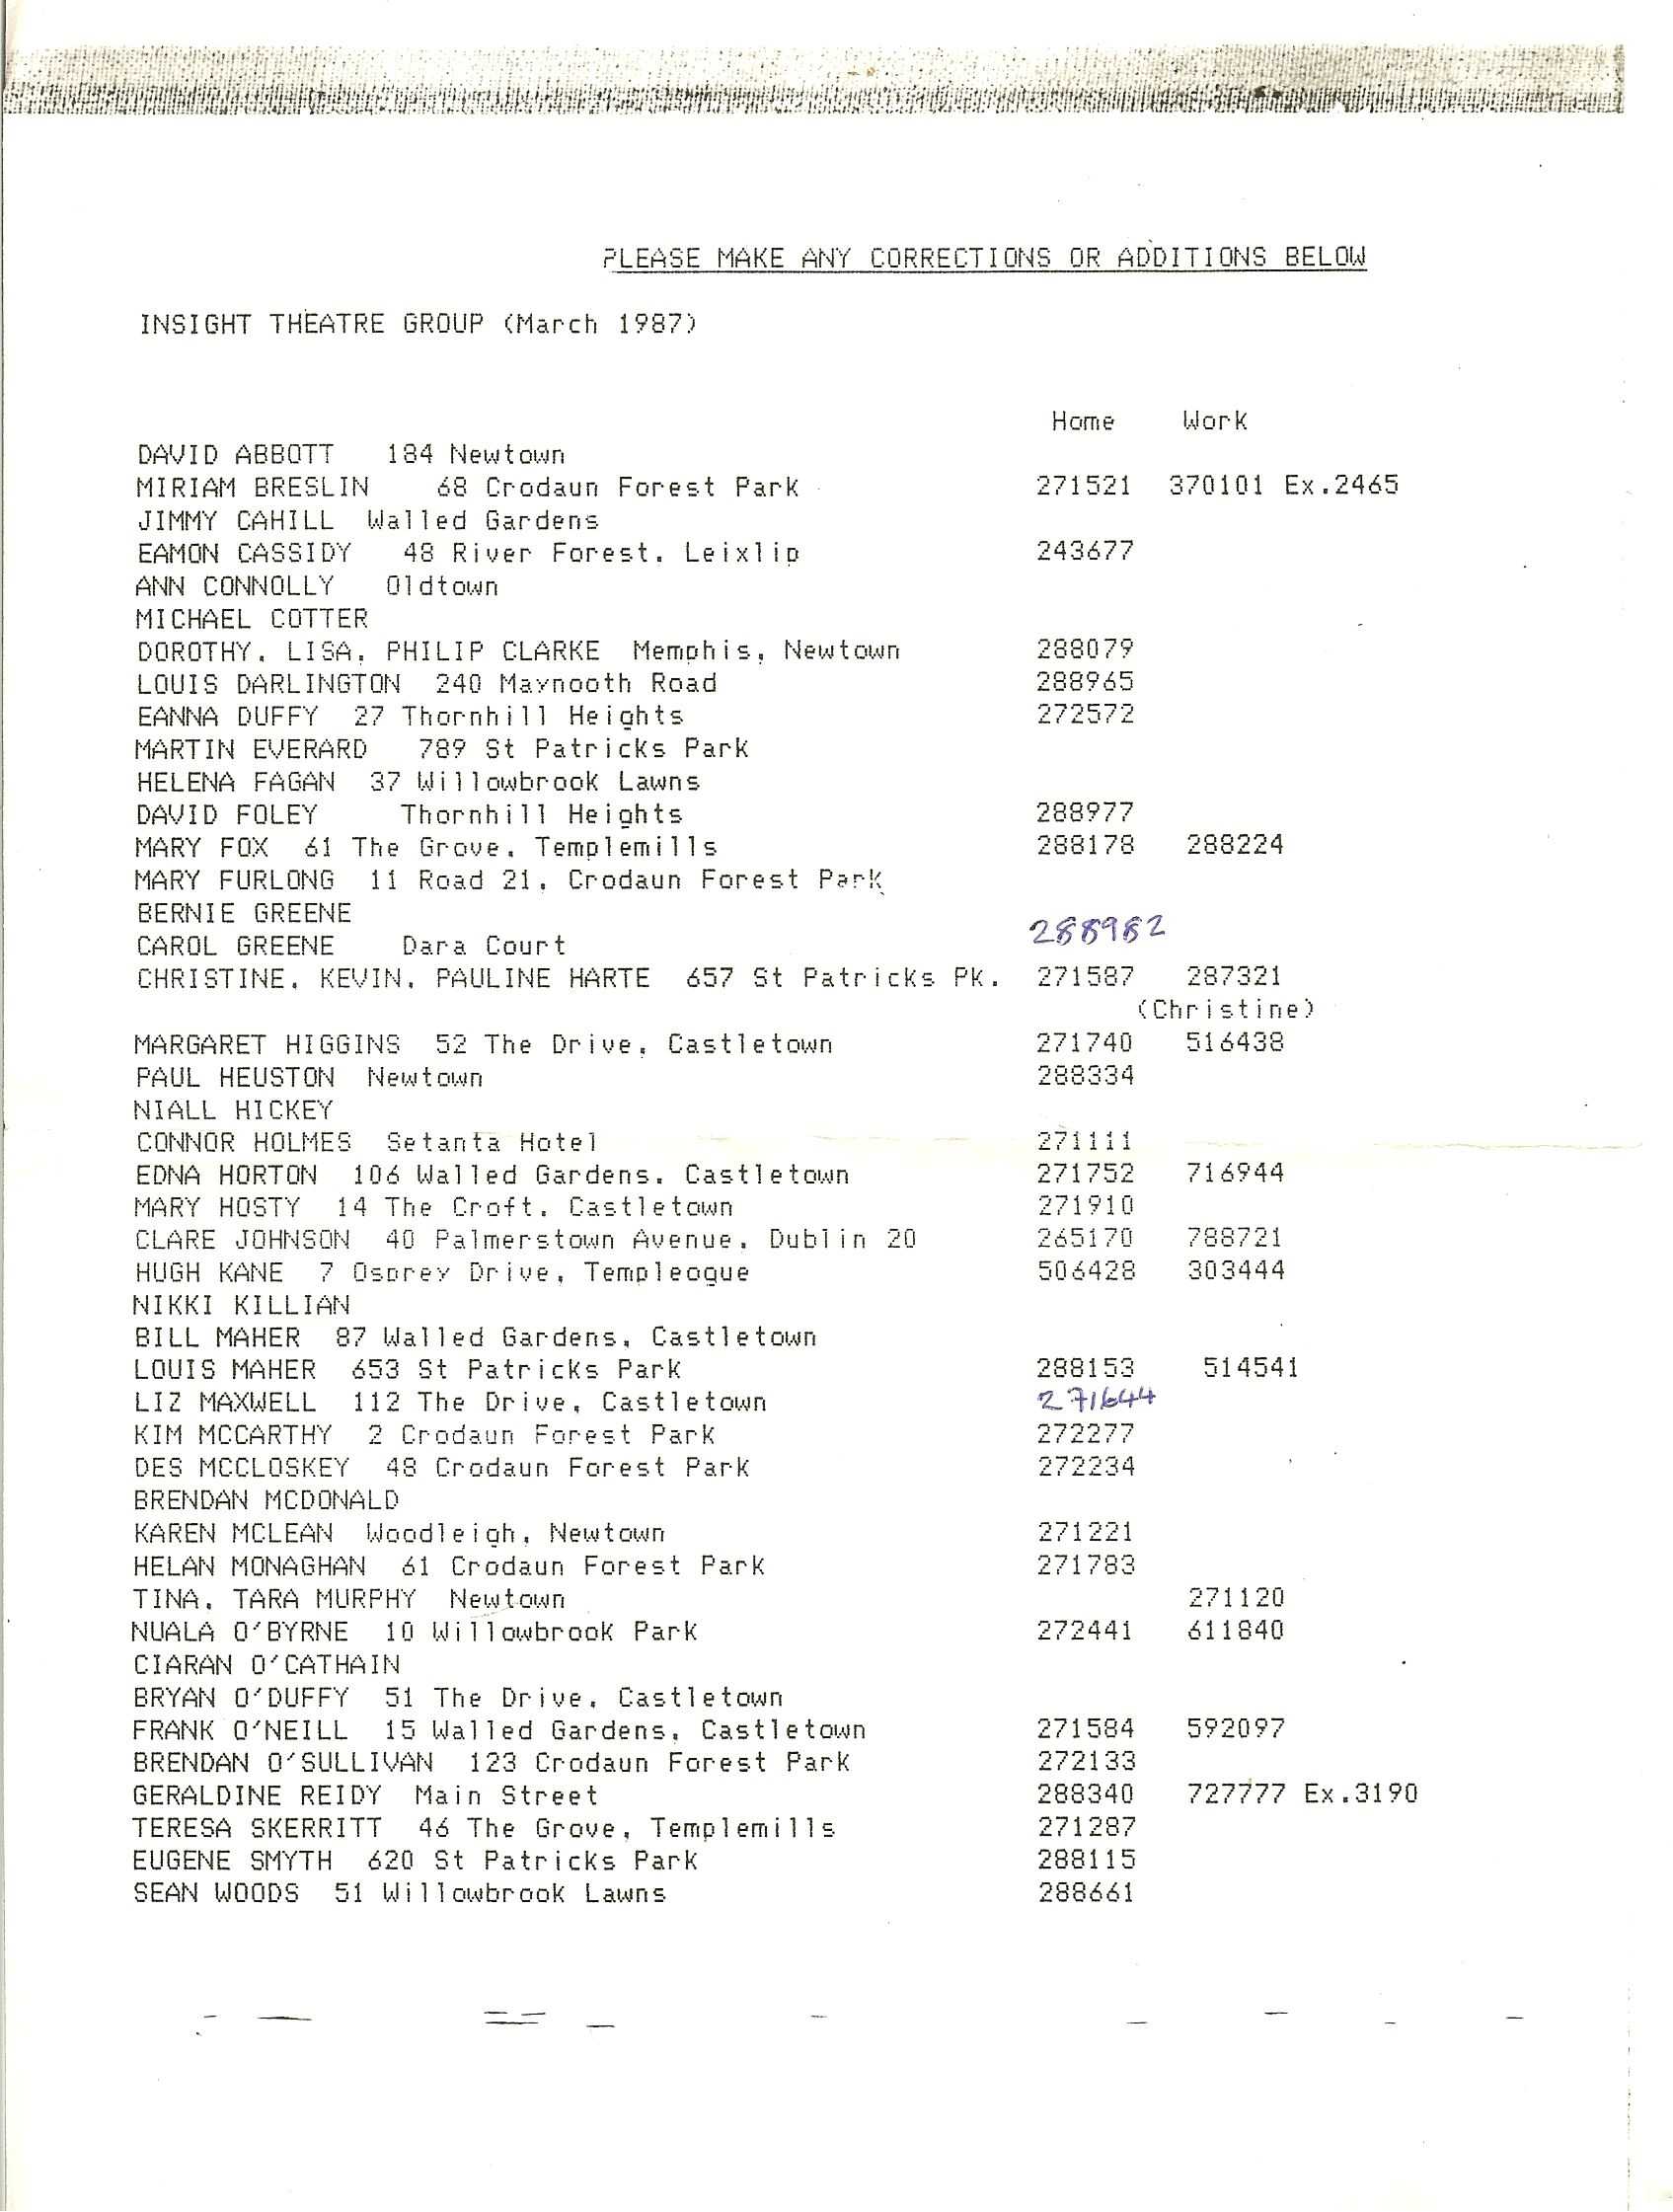 PLEASE MAKE ANY CORRECTIONS OR ADDITIONS BELOW
INSIGHT THEATRE GROUP (March 1987)
Home Work
DAVID ABBOTT 184 Newtown
MIRIAM BRESLIN 68 Crodaun Forest Park 271521 370101 Ex.2465
JIMMY CAHILL Walled Gardens
EAMON CASSIDY 48 River Forest, Leixlip 243677
ANN CONNOLLY Oldtown
MICHAEL COTTER
DOROTHY, LISA, PHILIP CLARKE Memphis, Newtown 288079
LOUIS DARLINGTON 240 Maynooth Road 288965
EANNA DUFFY 27 Thornhill Heights 272572
MARTIN EVERARD 789 St Patricks Park
HELENA FAGAN 37 Willowbrook Lawns
DAVID FOLEY Thornhill Heights 288977
MARY FOX 61 The Grove, Templemills 288178 288224
MARY FURLONG 11 Road 21, Crodaun Forest Park
BERNIE GREENE
CAROL GREENE Dara Court 288982
CHRISTINE, KEVIN, PAULINE HARTE 657 St Patricks Pk. 271587 287321
(Christine)
MARGARET HIGGINS 52 The Drive, Castletown 271740 516438
PAUL HEUSTON Newtown 288334
NIALL HICKEY
CONNOR HOLMES Setanta Hotel 271111
EDNA HORTON 106 Walled Gardens, Castletown 271752 716944
MARY HOSTY 14 The Croft, Castletown 271910
CLARE JOHNSON 40 Palmerstown Avenue, Dublin 20 265170 788721
HUGH KANE 7 Osprey Drive, Templeogue 506428 303444
NIKKI KILLIAN
BILL MAHER 87 Walled Gardens, Castletown
LOUIS MAHER 653 St Patricks Park 288153 514541
LIZ MAXWELL 112 The Drive, Castletown 271644
KIM MCCARTHY 2 Crodaun Forest Park 272277
DES MCCLOSKEY 48 Crodaun Forest Park 272234
BRENDAN MCDONALD
KAREN MCLEAN Woodleigh, Newtown 271221
HELAN MONAGHAN 61 Crodaun Forest Park 271783
TINA, TARA MURPHY Newtown 271120
NUALA O'BYRNE 10 Willowbrook Park 272441 611840
CIARAN O'CATHAIN
BRYAN O'DUFFY 51 The Drive, Castletown
FRANK O'NEILL 15 Walled Gardens, Castletown 271584 592097
BRENDAN O'SULLIVAN 123 Crodaun Forest Park 272133
GERALDINE REIDY Main Street 288340 727777 Ex.3190
TERESA SKERRITT 46 The Grove, Templemills 271287
EUGENE SMYTH 620 St Patricks Park 288115
SEAN WOODS 51 Willowbrook Lawns 288661